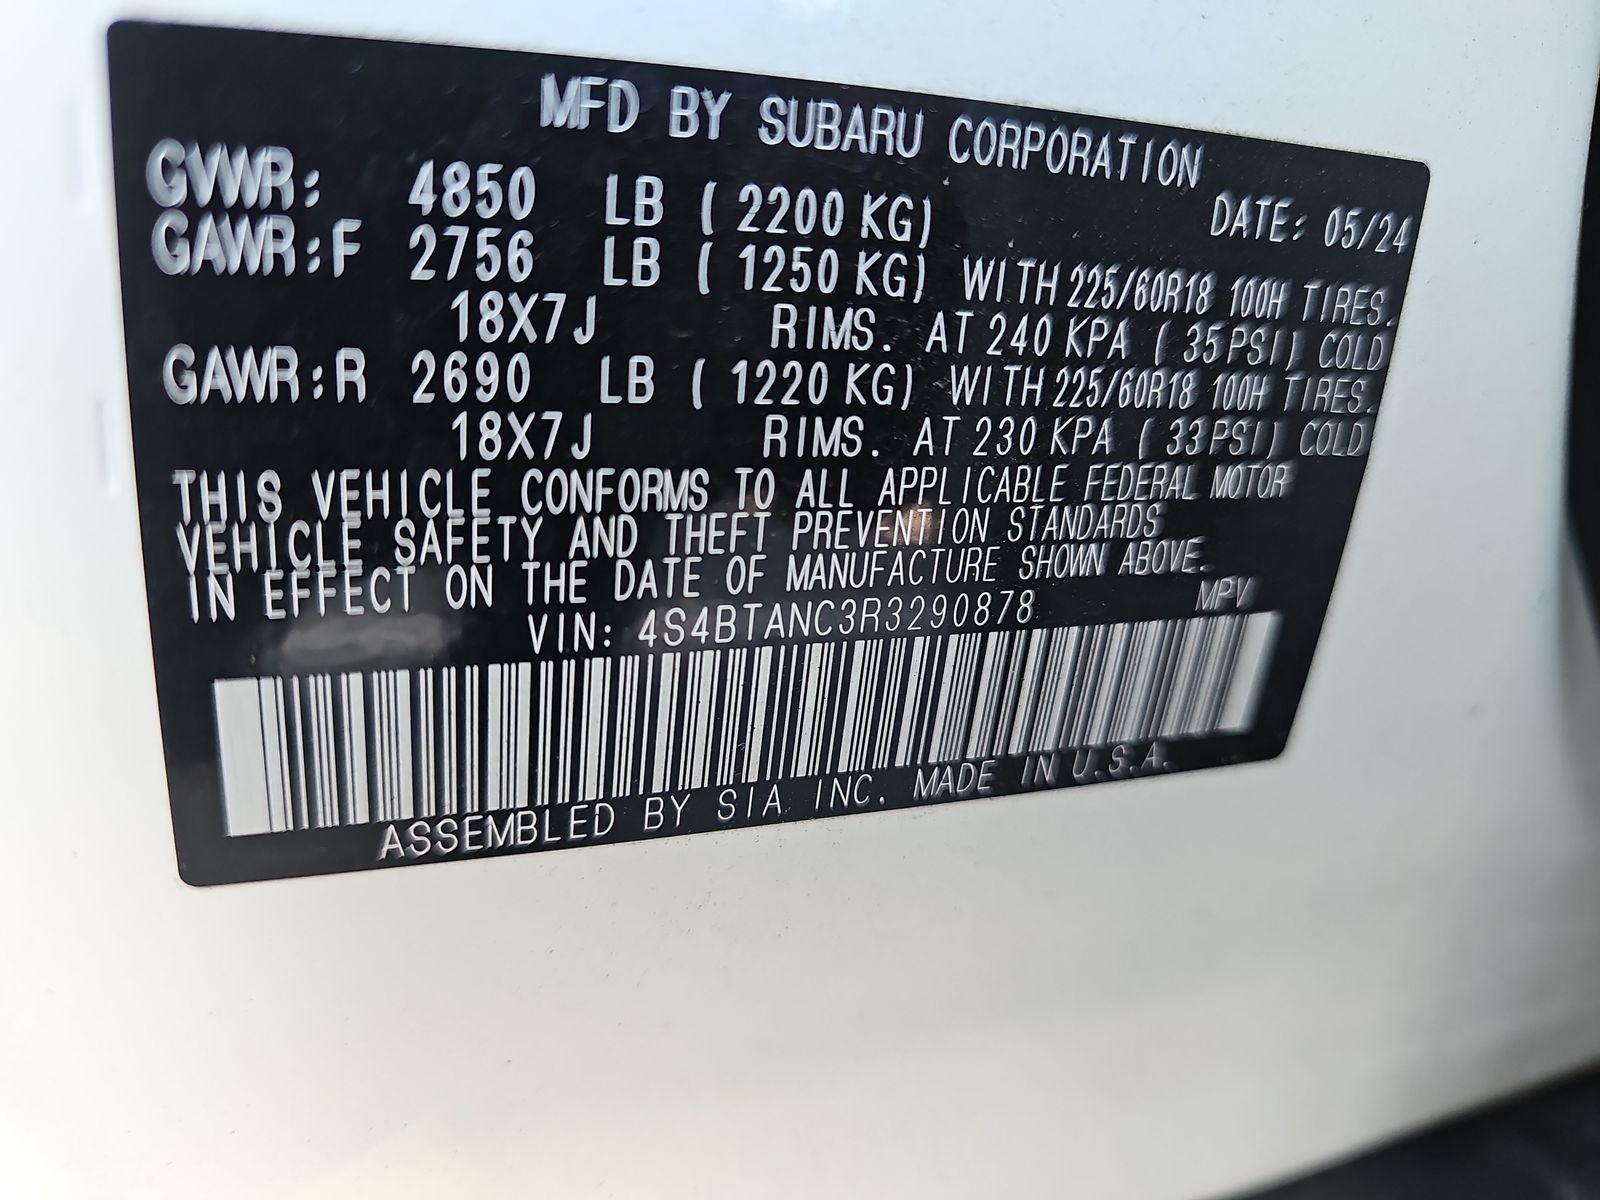 MFD BY SUBARU CORPORATION
GVWR: 4850 LB ( 2200 KG) DATE: 05/24
GAWR:F 2756 LB ( 1250 KG) WITH 225/60R18 100H TIRES.
18X7J RIMS. AT 240 KPA ( 35PSI) COLD
GAWR:R 2690 LB ( 1220 KG) WITH 225/60R18 100H TIRES.
18X7J RIMS. AT 230 KPA ( 33PSI) COLD
THIS VEHICLE CONFORMS TO ALL APPLICABLE FEDERAL MOTOR
VEHICLE SAFETY AND THEFT PREVENTION STANDARDS
IN EFFECT ON THE DATE OF MANUFACTURE SHOWN ABOVE.
VIN: 4S4BTANC3R3290878 MPV
ASSEMBLED BY SIA INC. MADE IN U.S.A.